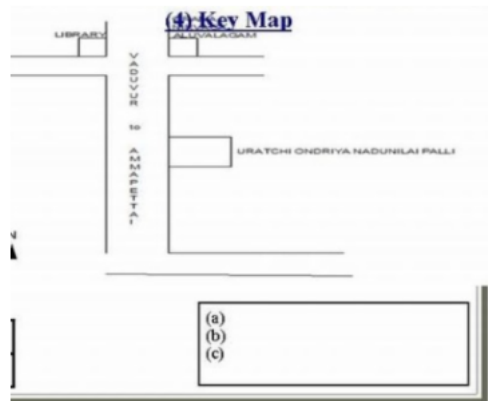 (4) Key Map
LIBRARY
ALUVALAGAM
VADUVUR to AMMAPETTAI
URATCHI ONDRIYA NADUNILAI PALLI
N
(a)
(b)
(c)